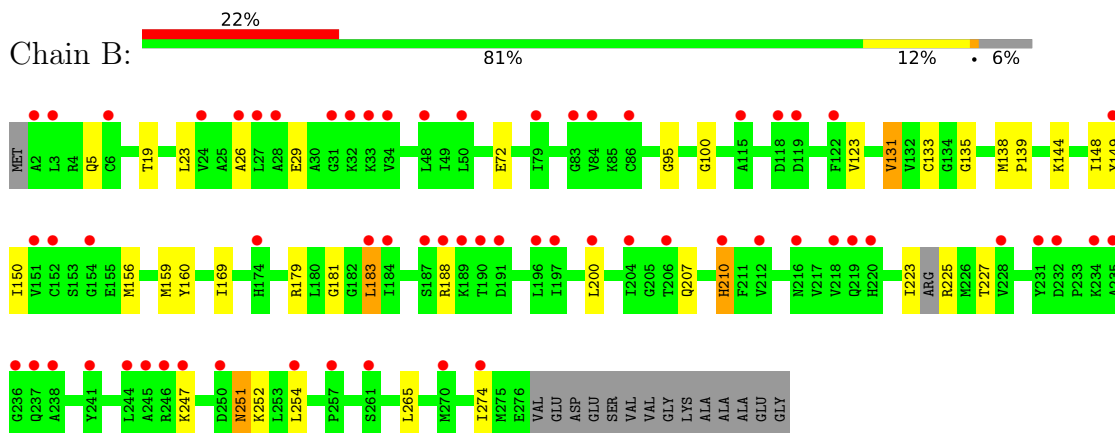 22%
Chain B:
81% 12% • 6%
MET A2 L3 R4 Q5 C6 T19 L23 V24 A25 A26 L27 A28 E29 A30 G31 K32 K33 V34 L48 I49 L50 E72 I79 G83 V84 K85 C86 G95 G100 A115 D118 D119 F122 V123 V131 V132 C133 G134 G135 M138 P139 K144 I148 Y149
I150 V151 C152 S153 G154 E155 M156 M159 Y160 I169 H174 R179 L180 G181 G182 L183 I184 S187 R188 K189 T190 D191 L196 I197 L200 I204 G205 T206 Q207 H210 F211 V212 N216 V217 V218 Q219 H220 I223 ARG R225 M226 T227 V228 Y231 D232 P233 K234 A235
G236 Q237 A238 Y241 L244 A245 R246 K247 D250 N251 K252 L253 L254 P257 S261 L265 M270 I274 M275 E276 VAL GLU ASP GLU SER VAL VAL GLY LYS ALA ALA ALA GLU GLY